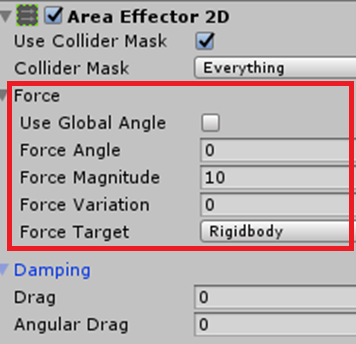 Area Effector 2D
Use Collider Mask
Collider Mask Everything
Force
Use Global Angle
Force Angle 0
Force Magnitude 10
Force Variation 0
Force Target Rigidbody
Damping
Drag 0
Angular Drag 0